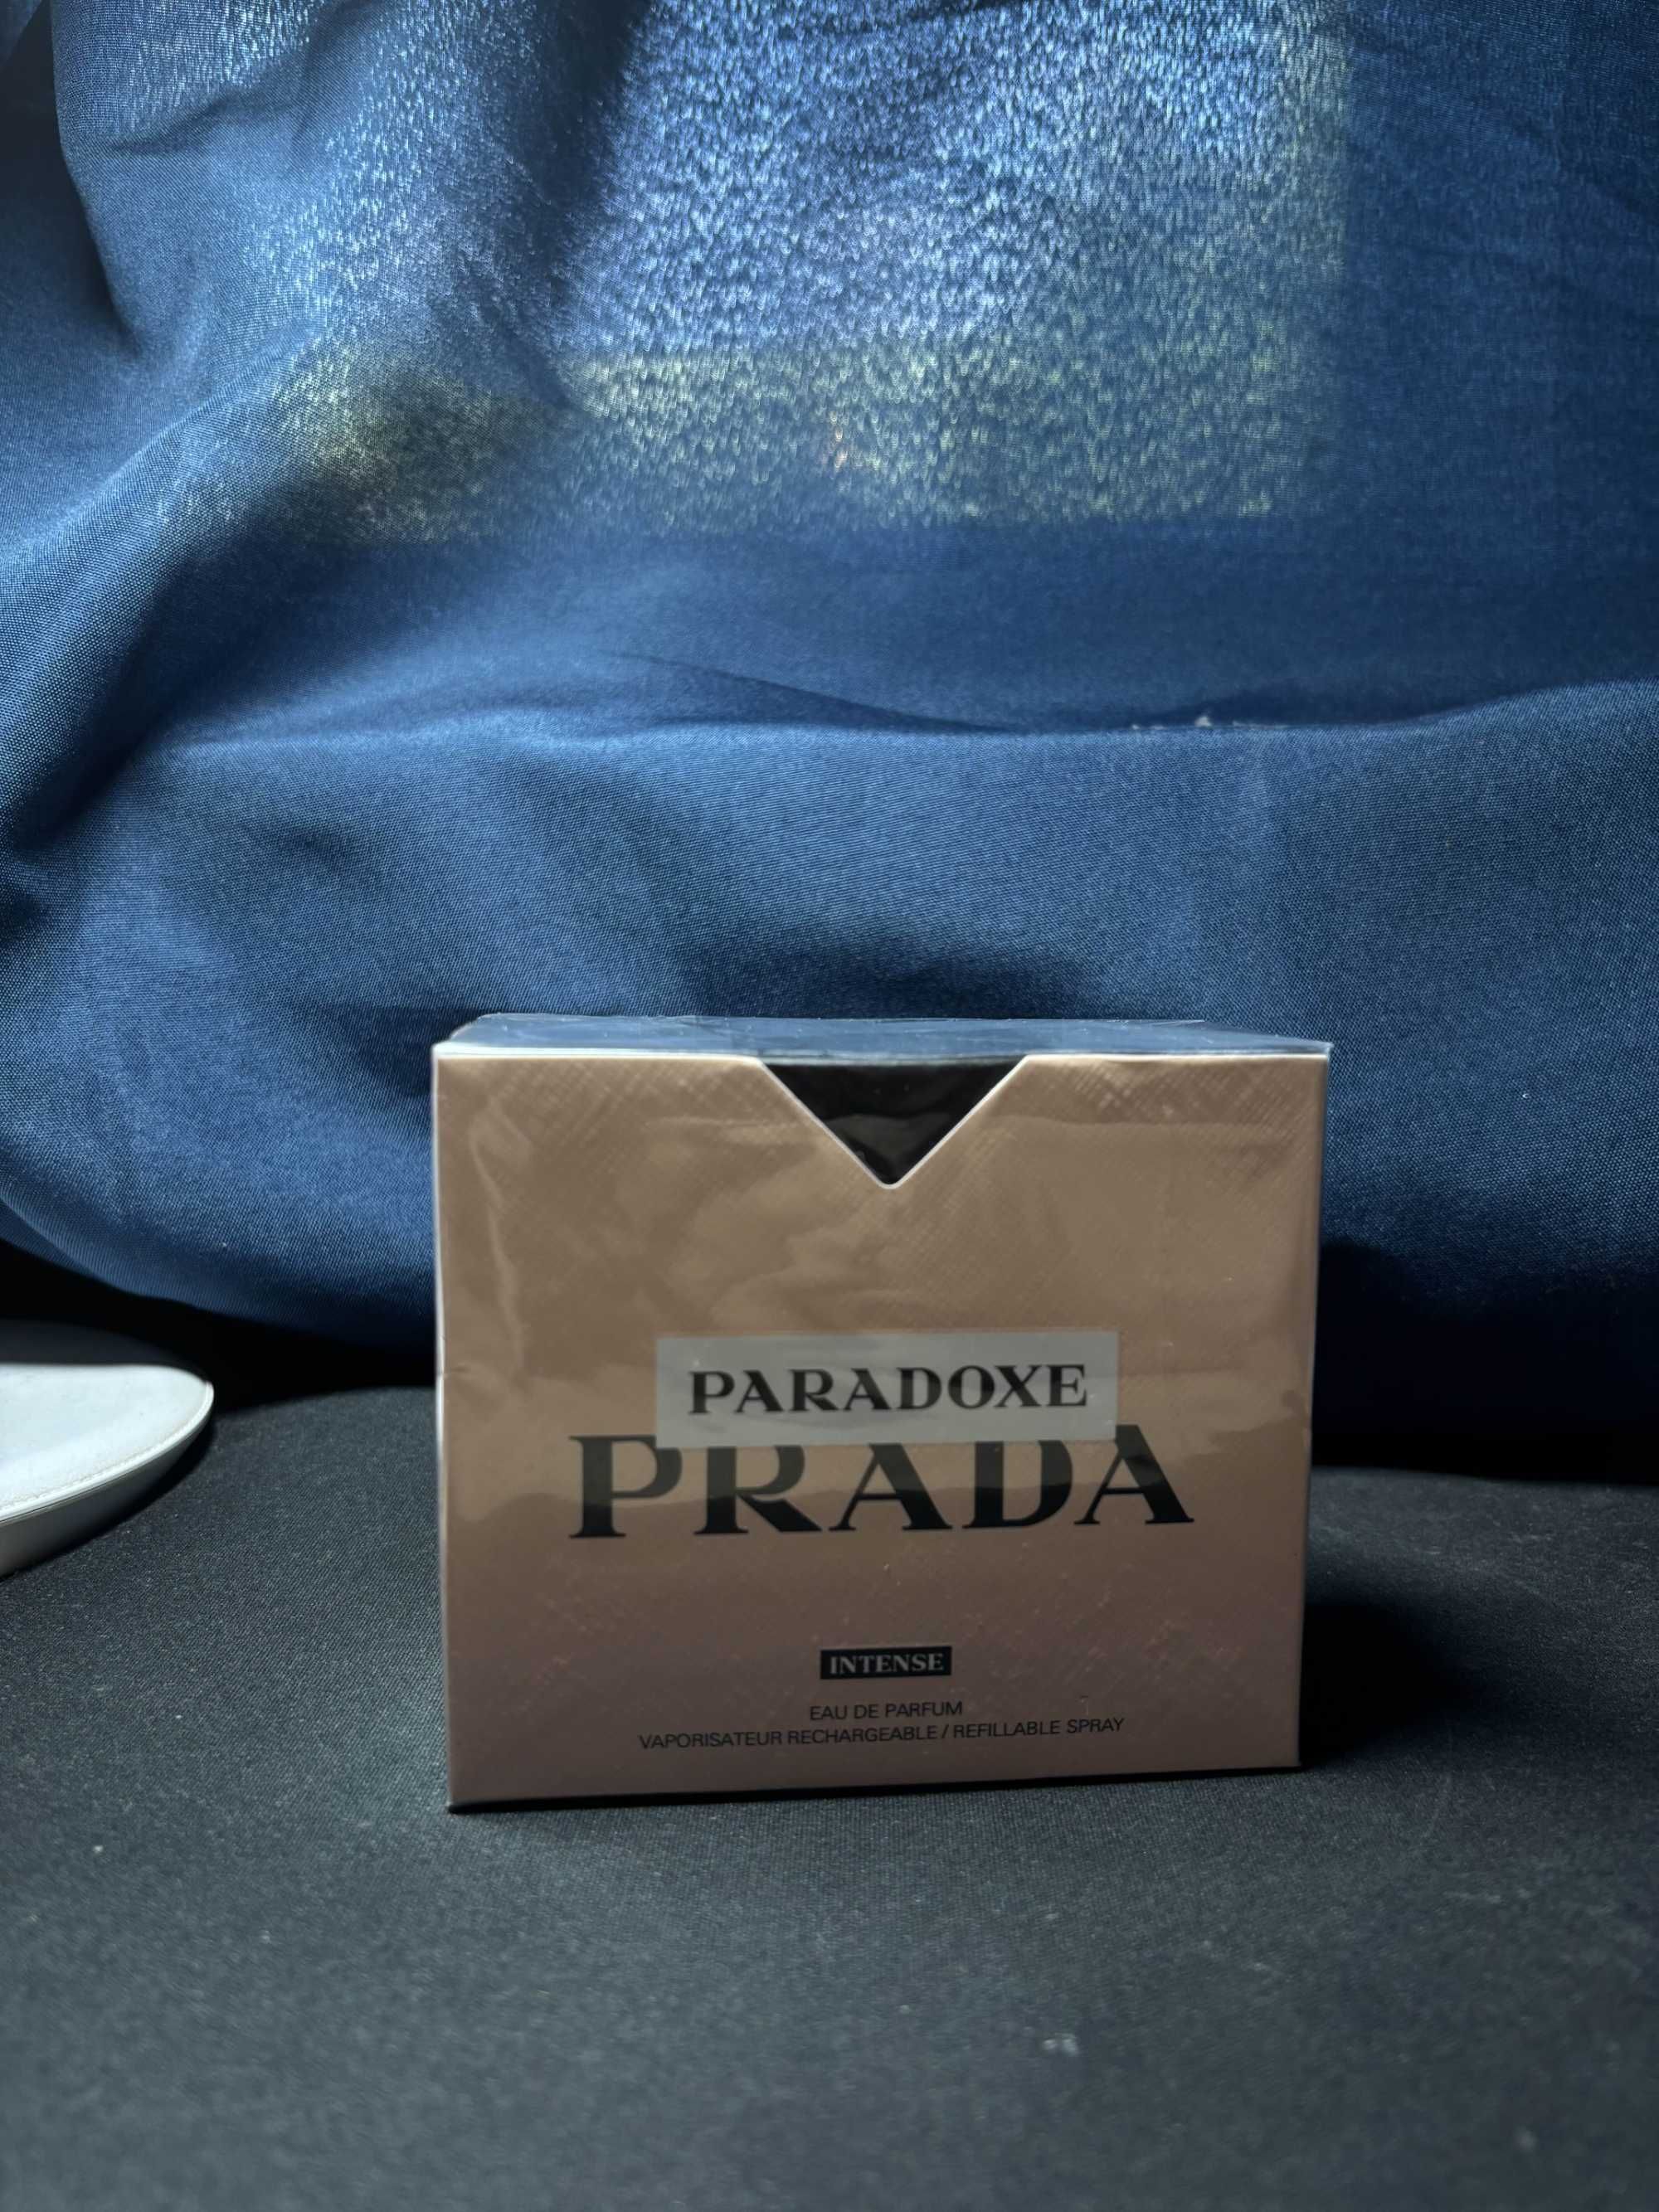 PARADOXE
PRADA
INTENSE
EAU DE PARFUM
VAPORISATEUR RECHARGEABLE / REFILLABLE SPRAY